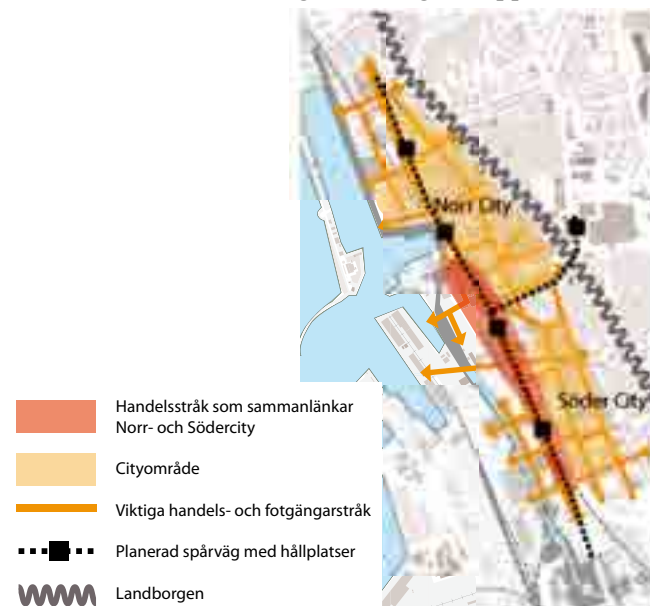 Norr City
Söder City
Handelsstråk som sammanlänkar
Norr- och Södercity
Cityområde
Viktiga handels- och fotgängarstråk
Planerad spårväg med hållplatser
Landborgen